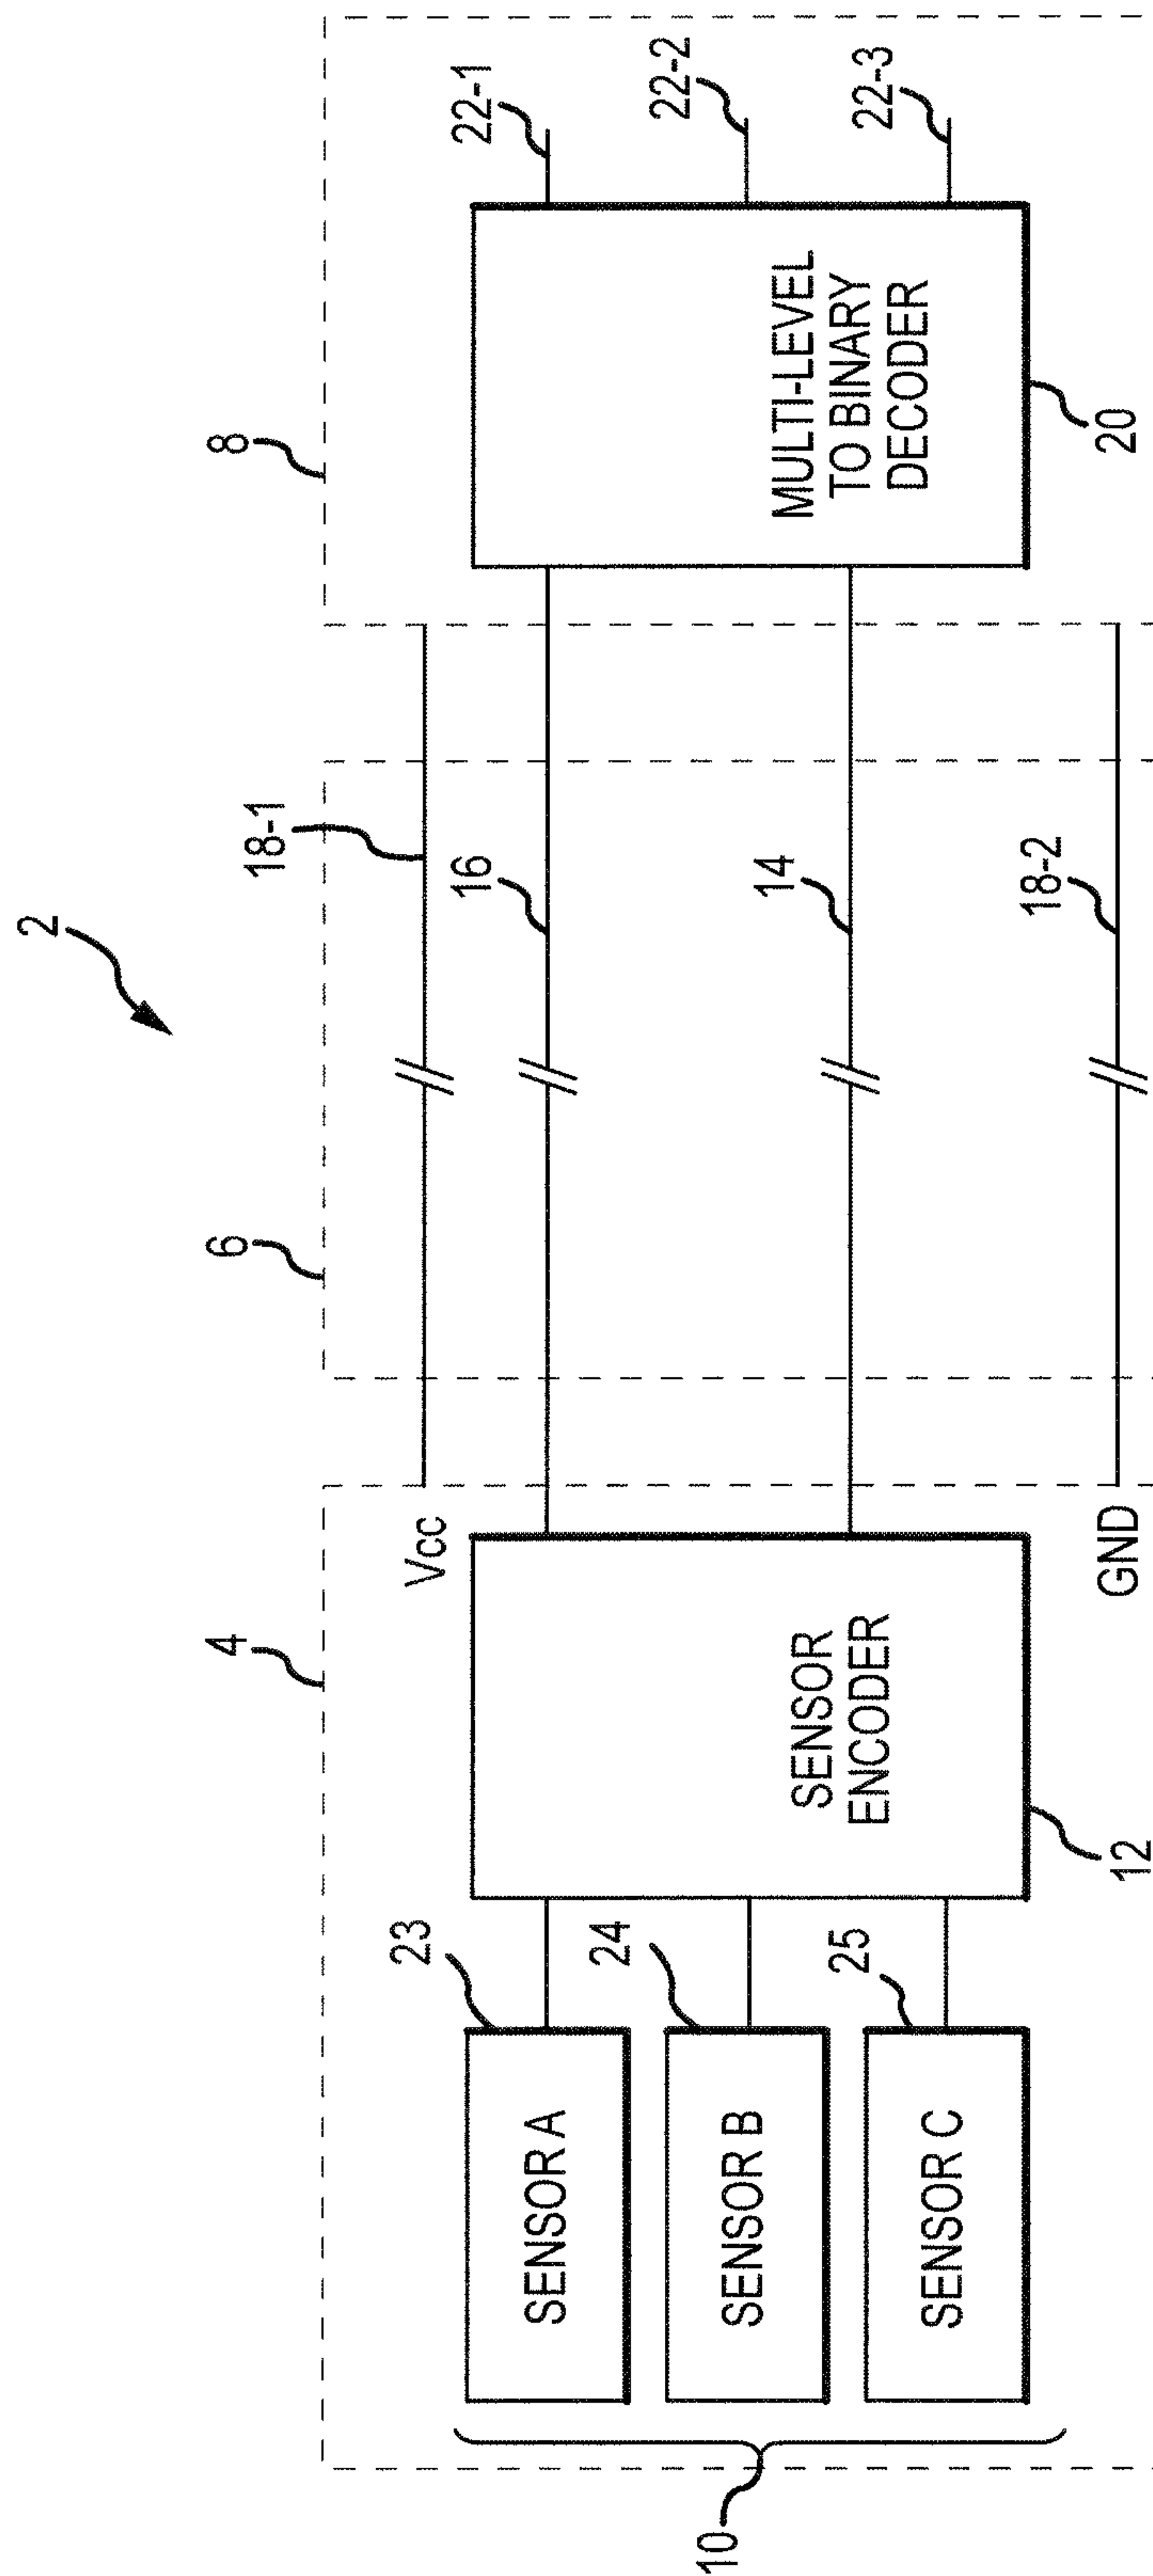 2
4
6
8
Vcc
18-1
23
SENSOR A
16
22-1
24
SENSOR B
22-2
25
SENSOR C
SENSOR
ENCODER
14
MULTI-LEVEL
TO BINARY
DECODER
22-3
10
12
GND
18-2
20